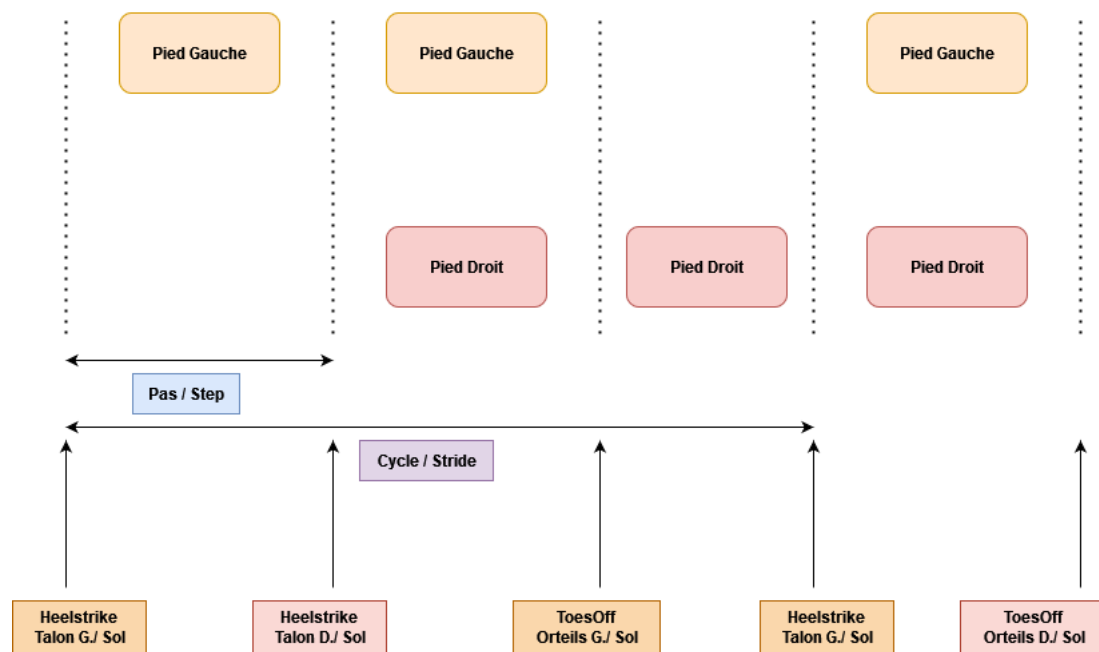 Pied Gauche
Pied Gauche
Pied Gauche
Pied Droit
Pied Droit
Pied Droit
Pas / Step
Cycle / Stride
Heelstrike
Talon G./ Sol
Heelstrike
Talon D./ Sol
ToesOff
Orteils G./ Sol
Heelstrike
Talon G./ Sol
ToesOff
Orteils D./ Sol